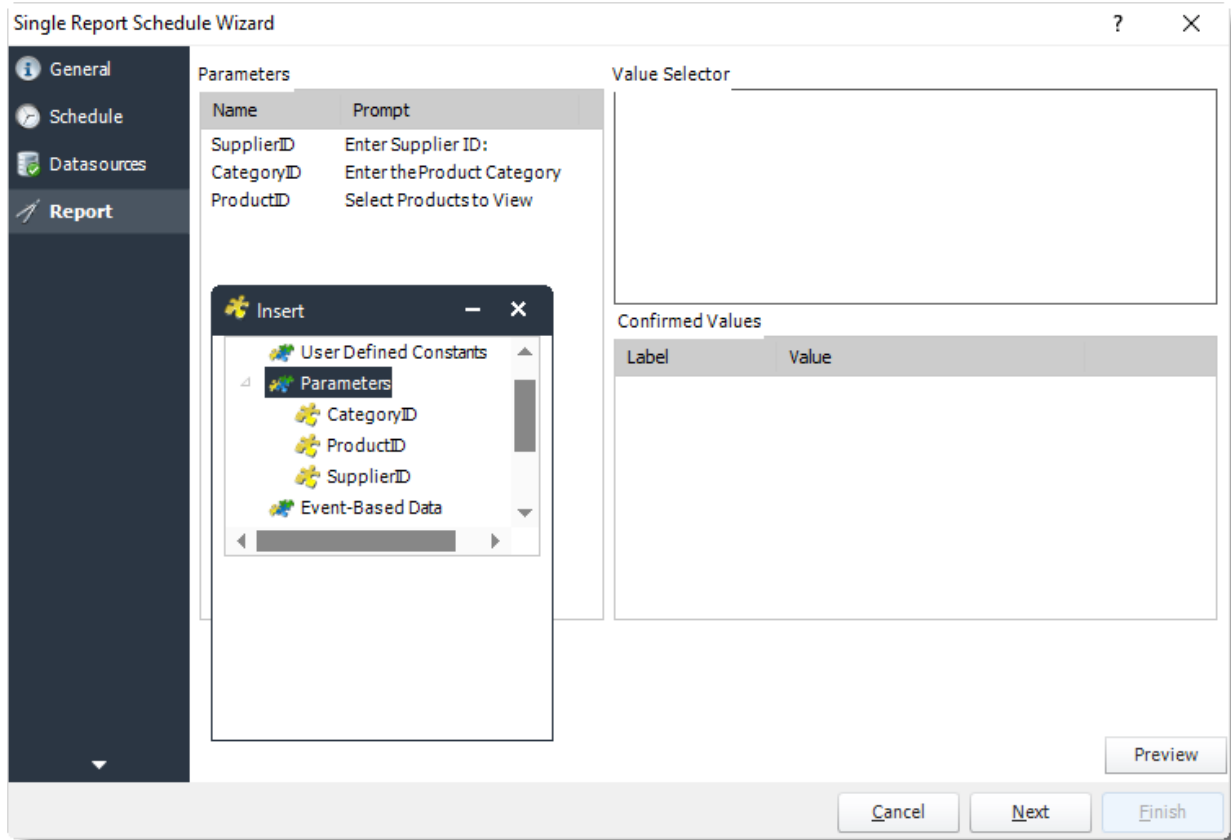 Single Report Schedule Wizard ?
General
Schedule
Datasources
Report
Parameters
Name Prompt
SupplierID Enter Supplier ID:
CategoryID Enter the Product Category
ProductID Select Products to View
Insert
User Defined Constants
Parameters
CategoryID
ProductID
SupplierID
Event-Based Data
Value Selector
Confirmed Values
Label Value
Preview
Cancel Next Finish